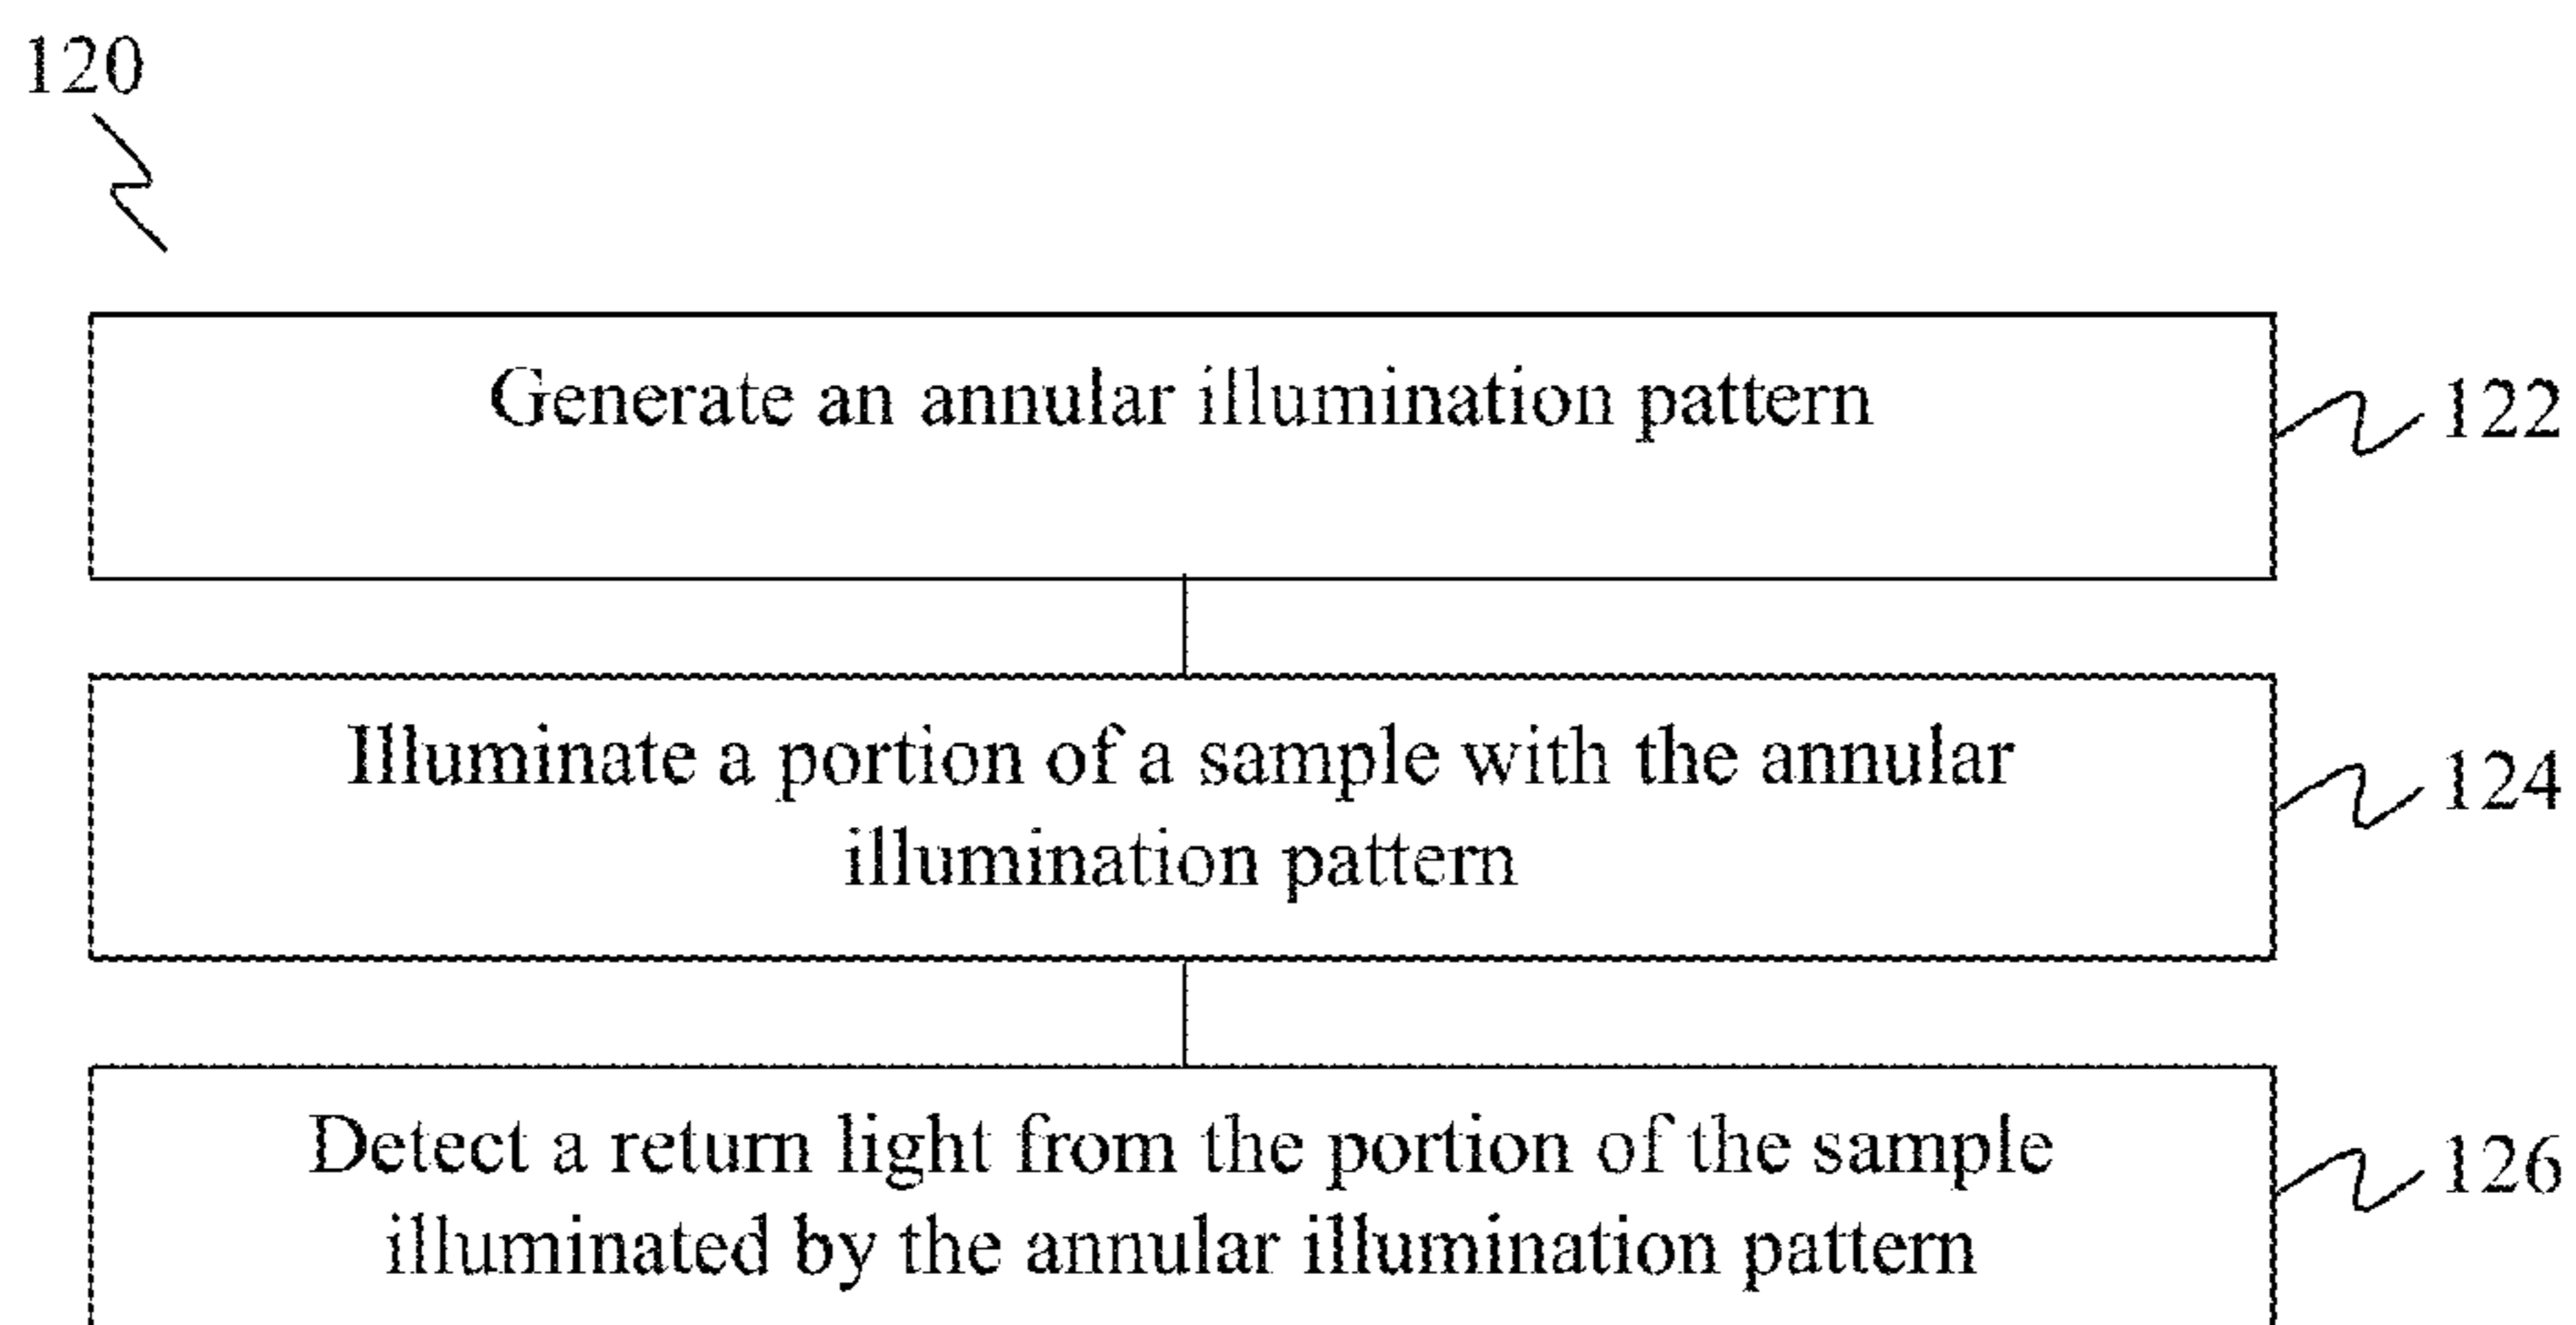 120
Generate an annular illumination pattern
122
Illuminate a portion of a sample with the annular
illumination pattern
124
Detect a return light from the portion of the sample
illuminated by the annular illumination pattern
126